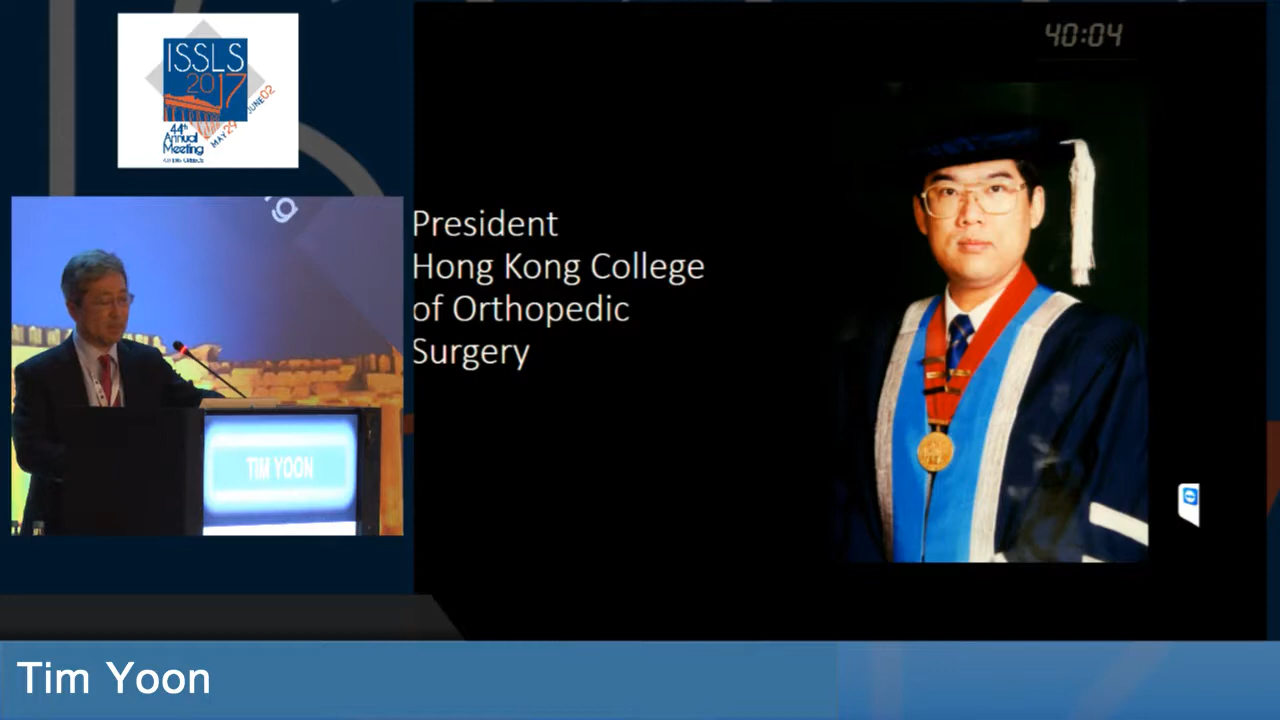 ISSLS
2017
44th
Annual
Meeting
MAY 29 JUNE 02
40:04
President
Hong Kong College
of Orthopedic
Surgery
TIM YOON
Tim Yoon